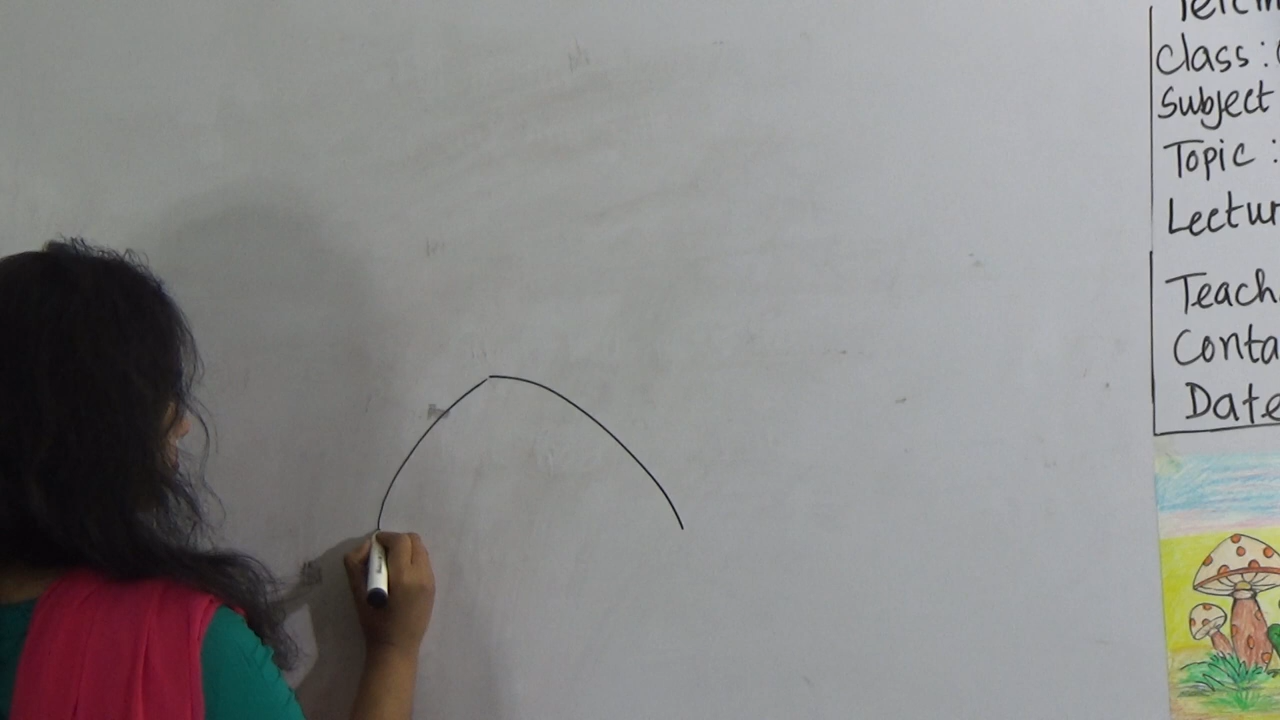 Class :
Subject
Topic :
Lectur
Teach
Conta
Date